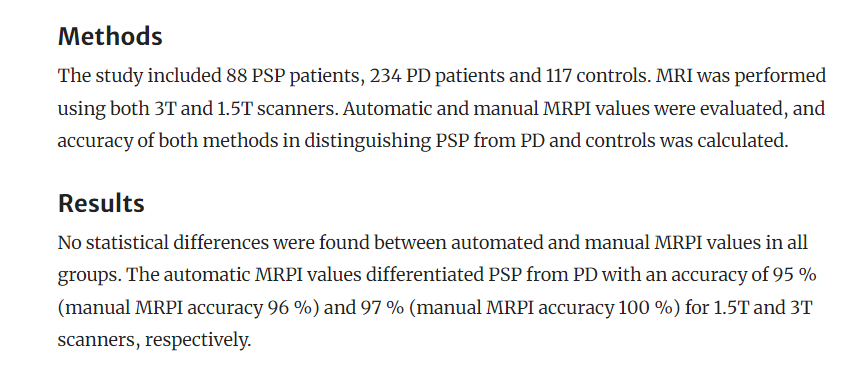 Methods
The study included 88 PSP patients, 234 PD patients and 117 controls. MRI was performed
using both 3T and 1.5T scanners. Automatic and manual MRPI values were evaluated, and
accuracy of both methods in distinguishing PSP from PD and controls was calculated.
Results
No statistical differences were found between automated and manual MRPI values in all
groups. The automatic MRPI values differentiated PSP from PD with an accuracy of 95 %
(manual MRPI accuracy 96 %) and 97 % (manual MRPI accuracy 100 %) for 1.5T and 3T
scanners, respectively.